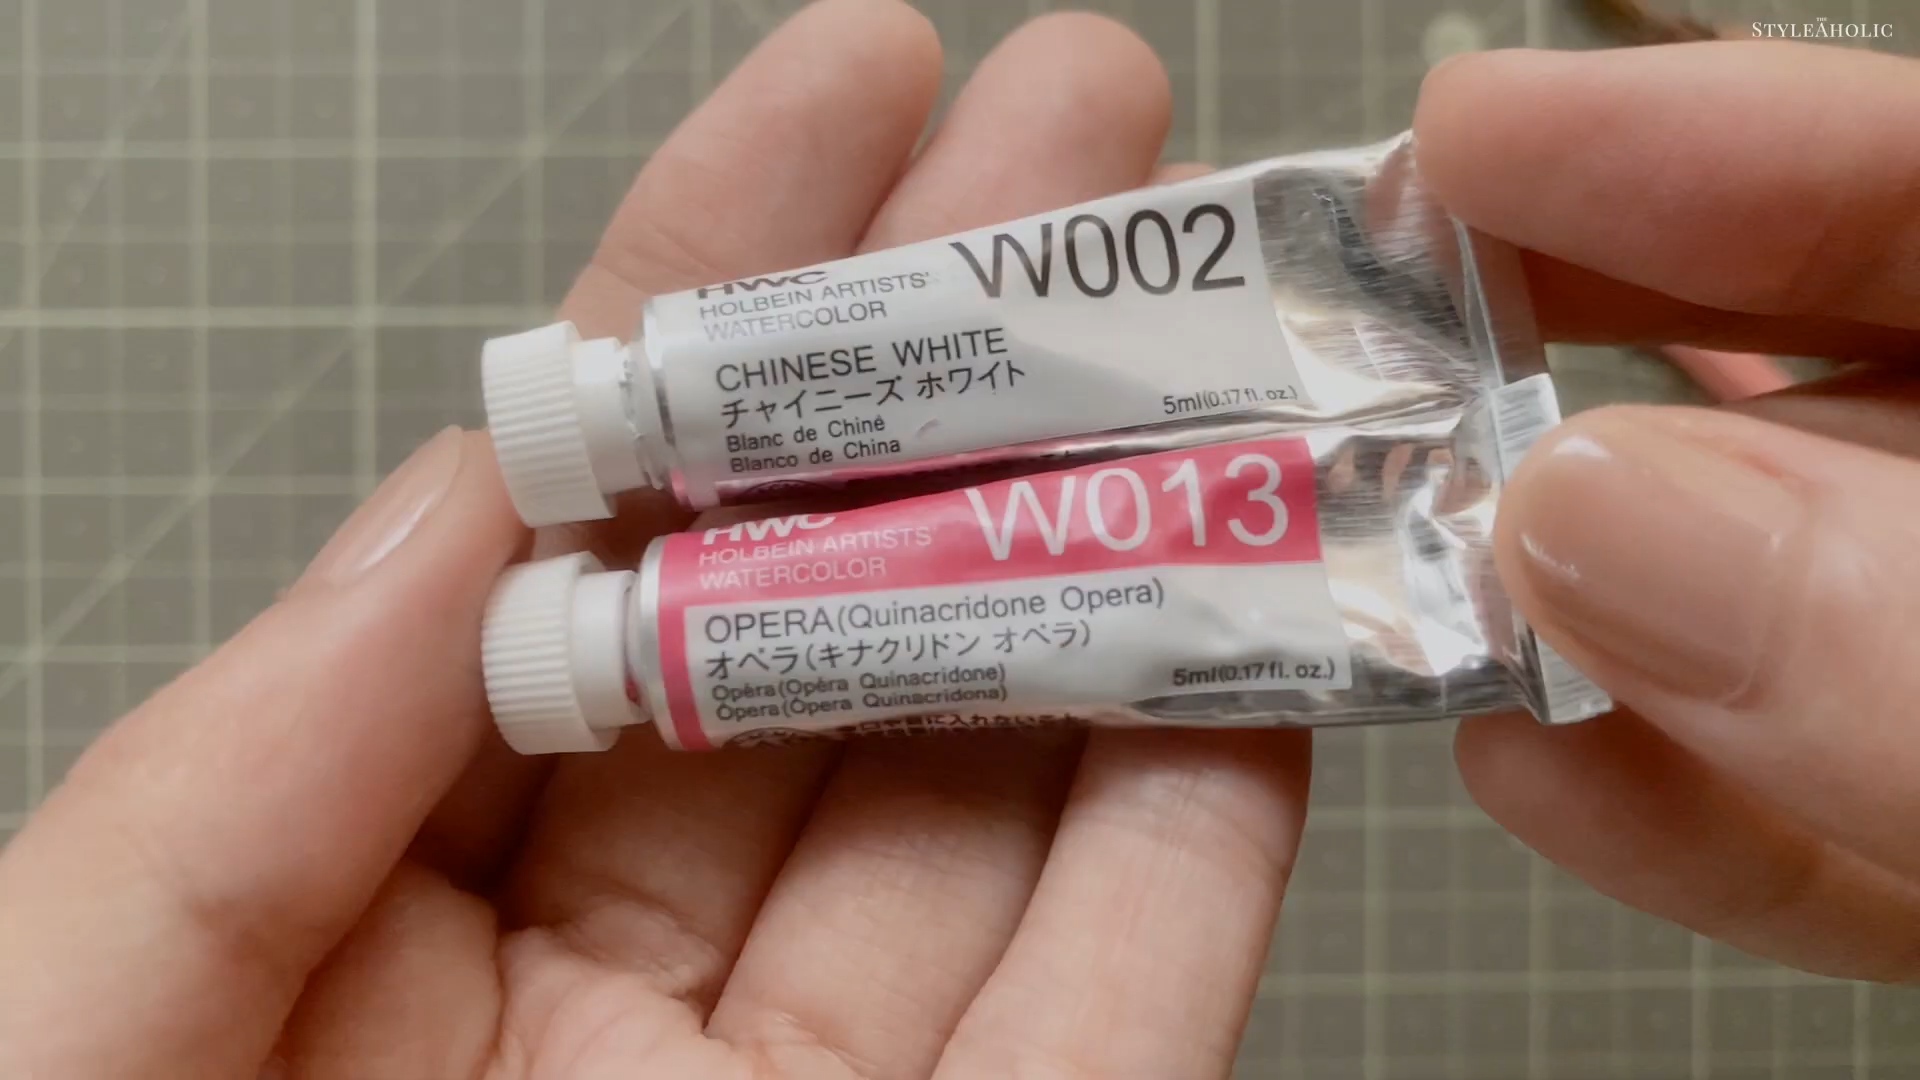 THE
STYLEAHOLIC
HWC
HOLBEIN ARTISTS'
WATERCOLOR
W002
CHINESE WHITE
チャイニーズ ホワイト
Blanc de Chine
Blanco de China
5ml(0.17 fl. oz.)
HWC
HOLBEIN ARTISTS'
WATERCOLOR
W013
OPERA(Quinacridone Opera)
オペラ(キナクリドン オペラ)
Opèra(Opèra Quinacridone)
Ópera(Ópera Quinacridona)
5ml(0.17 fl. oz.)